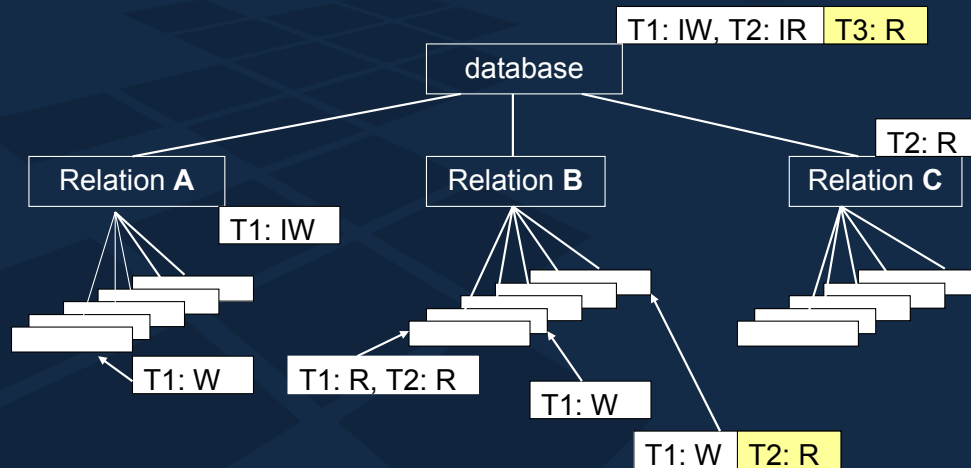 T1: IW, T2: IR T3: R
database
T2: R
Relation A Relation B Relation C
T1: IW
T1: W T1: R, T2: R
T1: W
T1: W T2: R